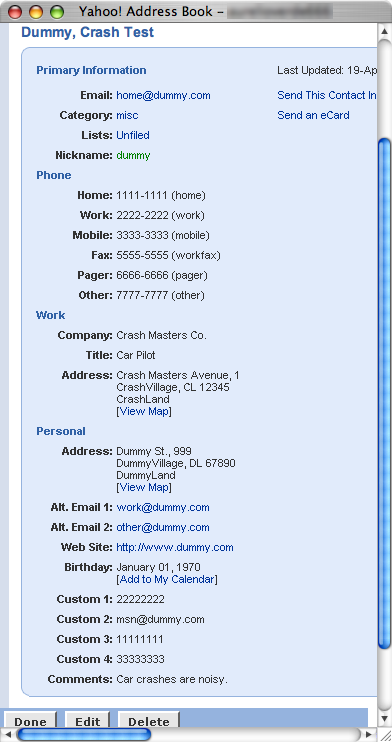 Yahoo! Address Book –
Dummy, Crash Test
Primary Information Last Updated: 19-Ap
Email: home@dummy.com Send This Contact In
Category: misc Send an eCard
Lists: Unfiled
Nickname: dummy
Phone
Home: 1111-1111 (home)
Work: 2222-2222 (work)
Mobile: 3333-3333 (mobile)
Fax: 5555-5555 (workfax)
Pager: 6666-6666 (pager)
Other: 7777-7777 (other)
Work
Company: Crash Masters Co.
Title: Car Pilot
Address: Crash Masters Avenue, 1
CrashVillage, CL 12345
CrashLand
[View Map]
Personal
Address: Dummy St., 999
DummyVillage, DL 67890
DummyLand
[View Map]
Alt. Email 1: work@dummy.com
Alt. Email 2: other@dummy.com
Web Site: http://www.dummy.com
Birthday: January 01, 1970
[Add to My Calendar]
Custom 1: 22222222
Custom 2: msn@dummy.com
Custom 3: 11111111
Custom 4: 33333333
Comments: Car crashes are noisy.
Done Edit Delete